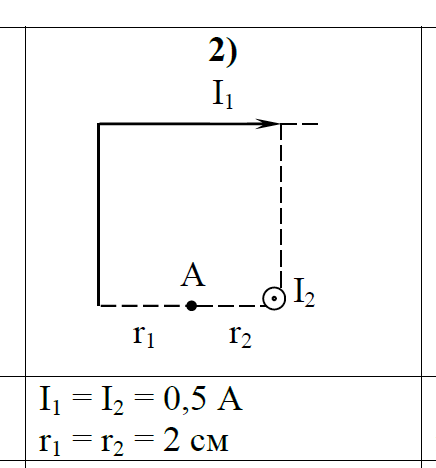 2)
I₁
A
I₂
r₁ r₂
I₁ = I₂ = 0,5 А
r₁ = r₂ = 2 см